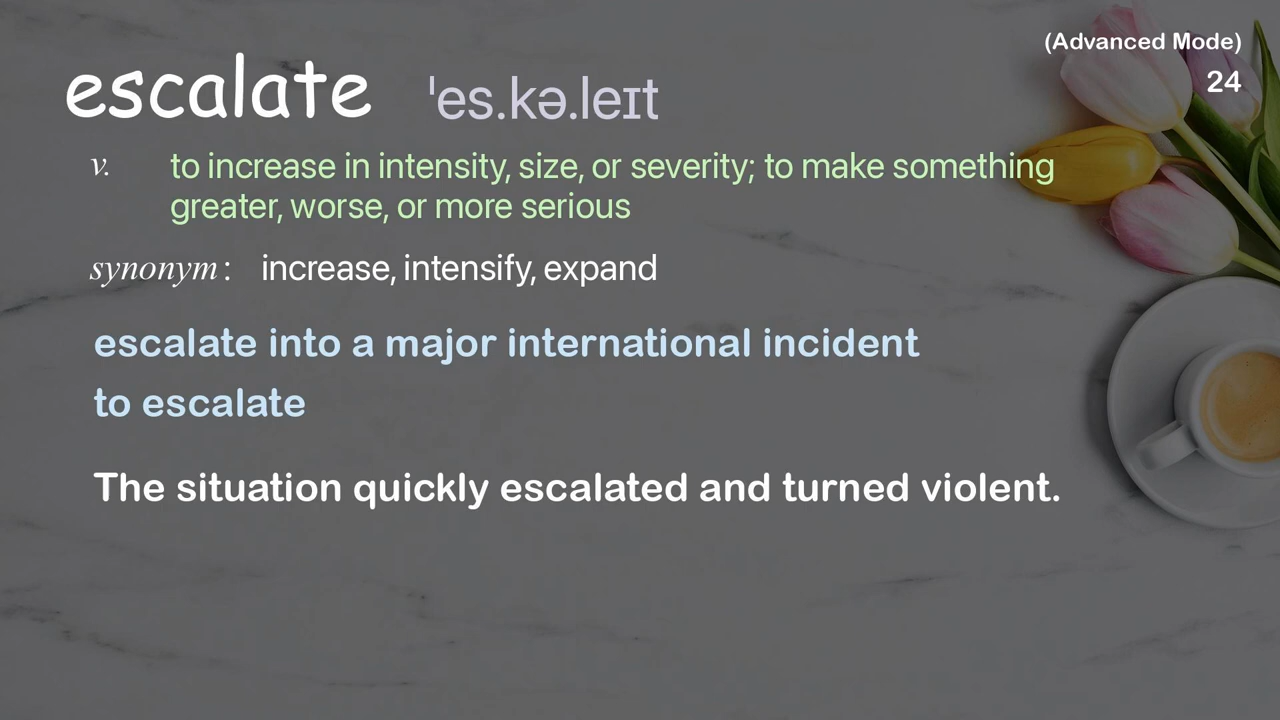 (Advanced Mode)
24
escalate ˈes.kə.leɪt
v. to increase in intensity, size, or severity; to make something
greater, worse, or more serious
synonym : increase, intensify, expand
escalate into a major international incident
to escalate
The situation quickly escalated and turned violent.